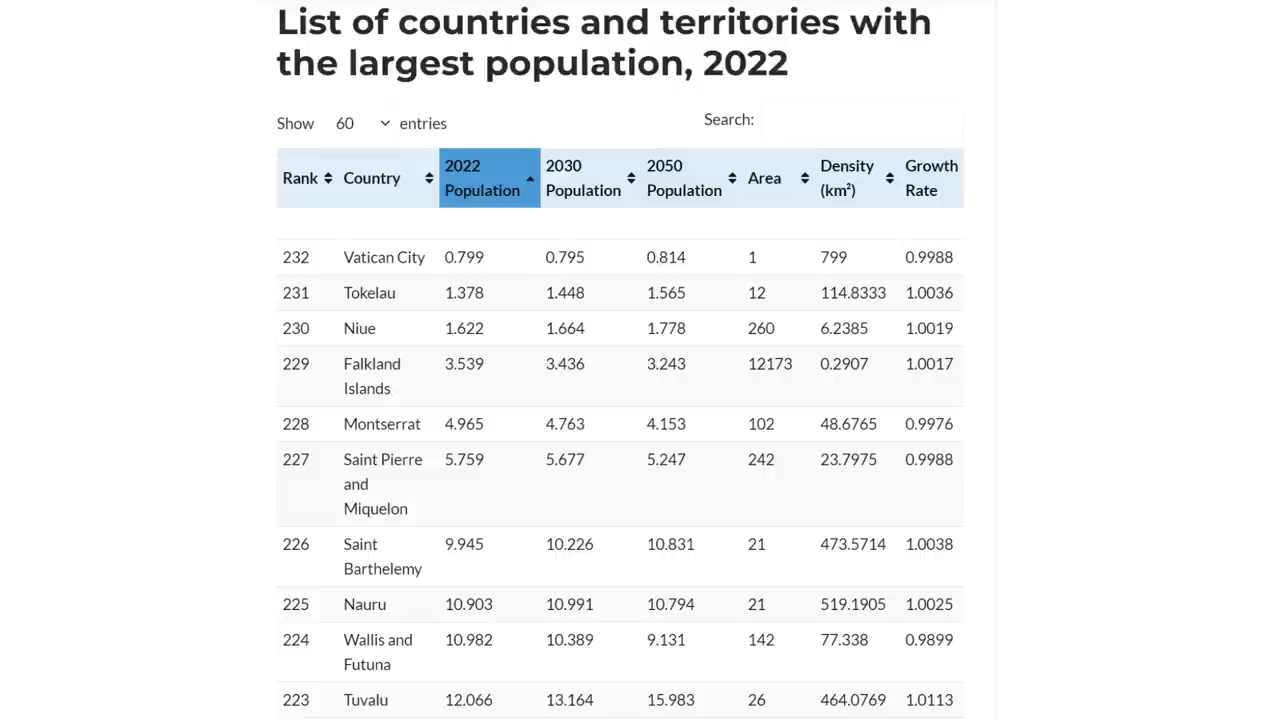 List of countries and territories with
the largest population, 2022
Show 60 entries
Search:
Rank Country 2022 Population 2030 Population 2050 Population Area Density (km²) Growth Rate
232 Vatican City 0.799 0.795 0.814 1 799 0.9988
231 Tokelau 1.378 1.448 1.565 12 114.8333 1.0036
230 Niue 1.622 1.664 1.778 260 6.2385 1.0019
229 Falkland Islands 3.539 3.436 3.243 12173 0.2907 1.0017
228 Montserrat 4.965 4.763 4.153 102 48.6765 0.9976
227 Saint Pierre and Miquelon 5.759 5.677 5.247 242 23.7975 0.9988
226 Saint Barthelemy 9.945 10.226 10.831 21 473.5714 1.0038
225 Nauru 10.903 10.991 10.794 21 519.1905 1.0025
224 Wallis and Futuna 10.982 10.389 9.131 142 77.338 0.9899
223 Tuvalu 12.066 13.164 15.983 26 464.0769 1.0113